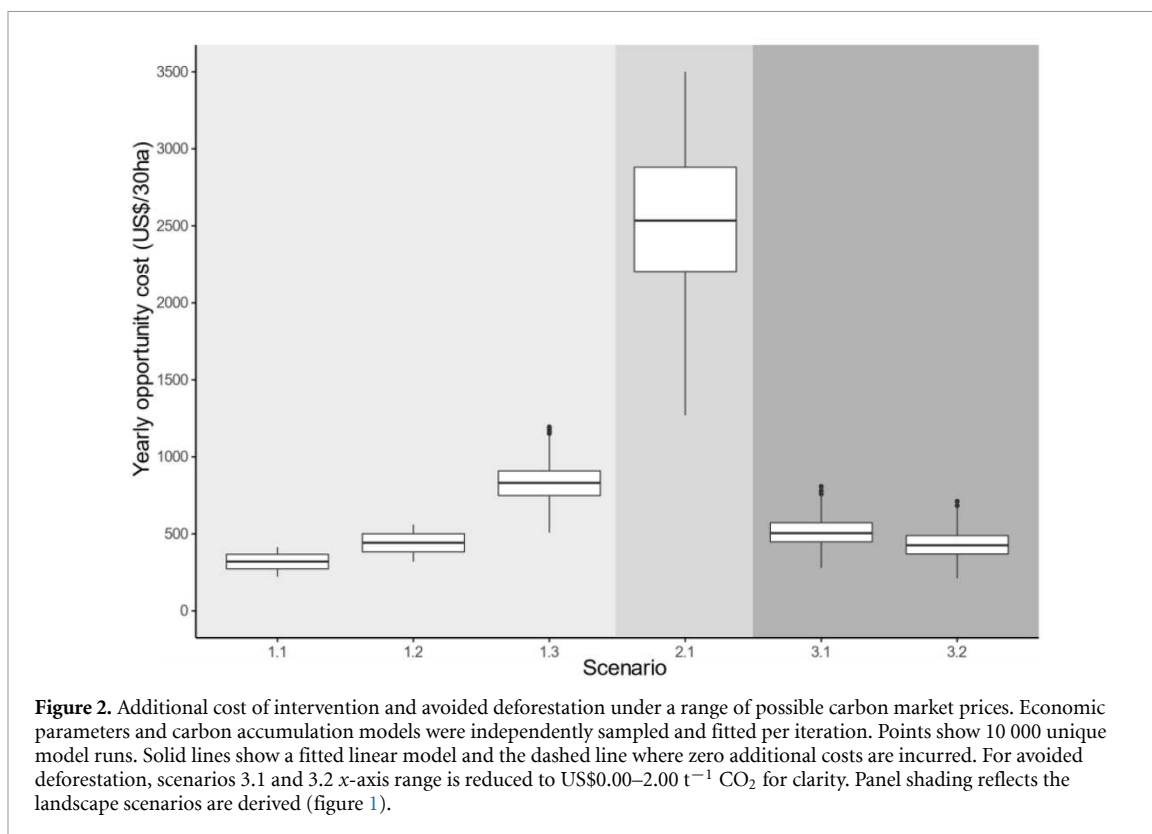 Yearly opportunity cost (US$/30ha)
3500
3000
2500
2000
1500
1000
500
0
1.1 1.2 1.3 2.1 3.1 3.2
Scenario
Figure 2. Additional cost of intervention and avoided deforestation under a range of possible carbon market prices. Economic
parameters and carbon accumulation models were independently sampled and fitted per iteration. Points show 10 000 unique
model runs. Solid lines show a fitted linear model and the dashed line where zero additional costs are incurred. For avoided
deforestation, scenarios 3.1 and 3.2 x-axis range is reduced to US$0.00–2.00 t⁻¹ CO₂ for clarity. Panel shading reflects the
landscape scenarios are derived (figure 1).